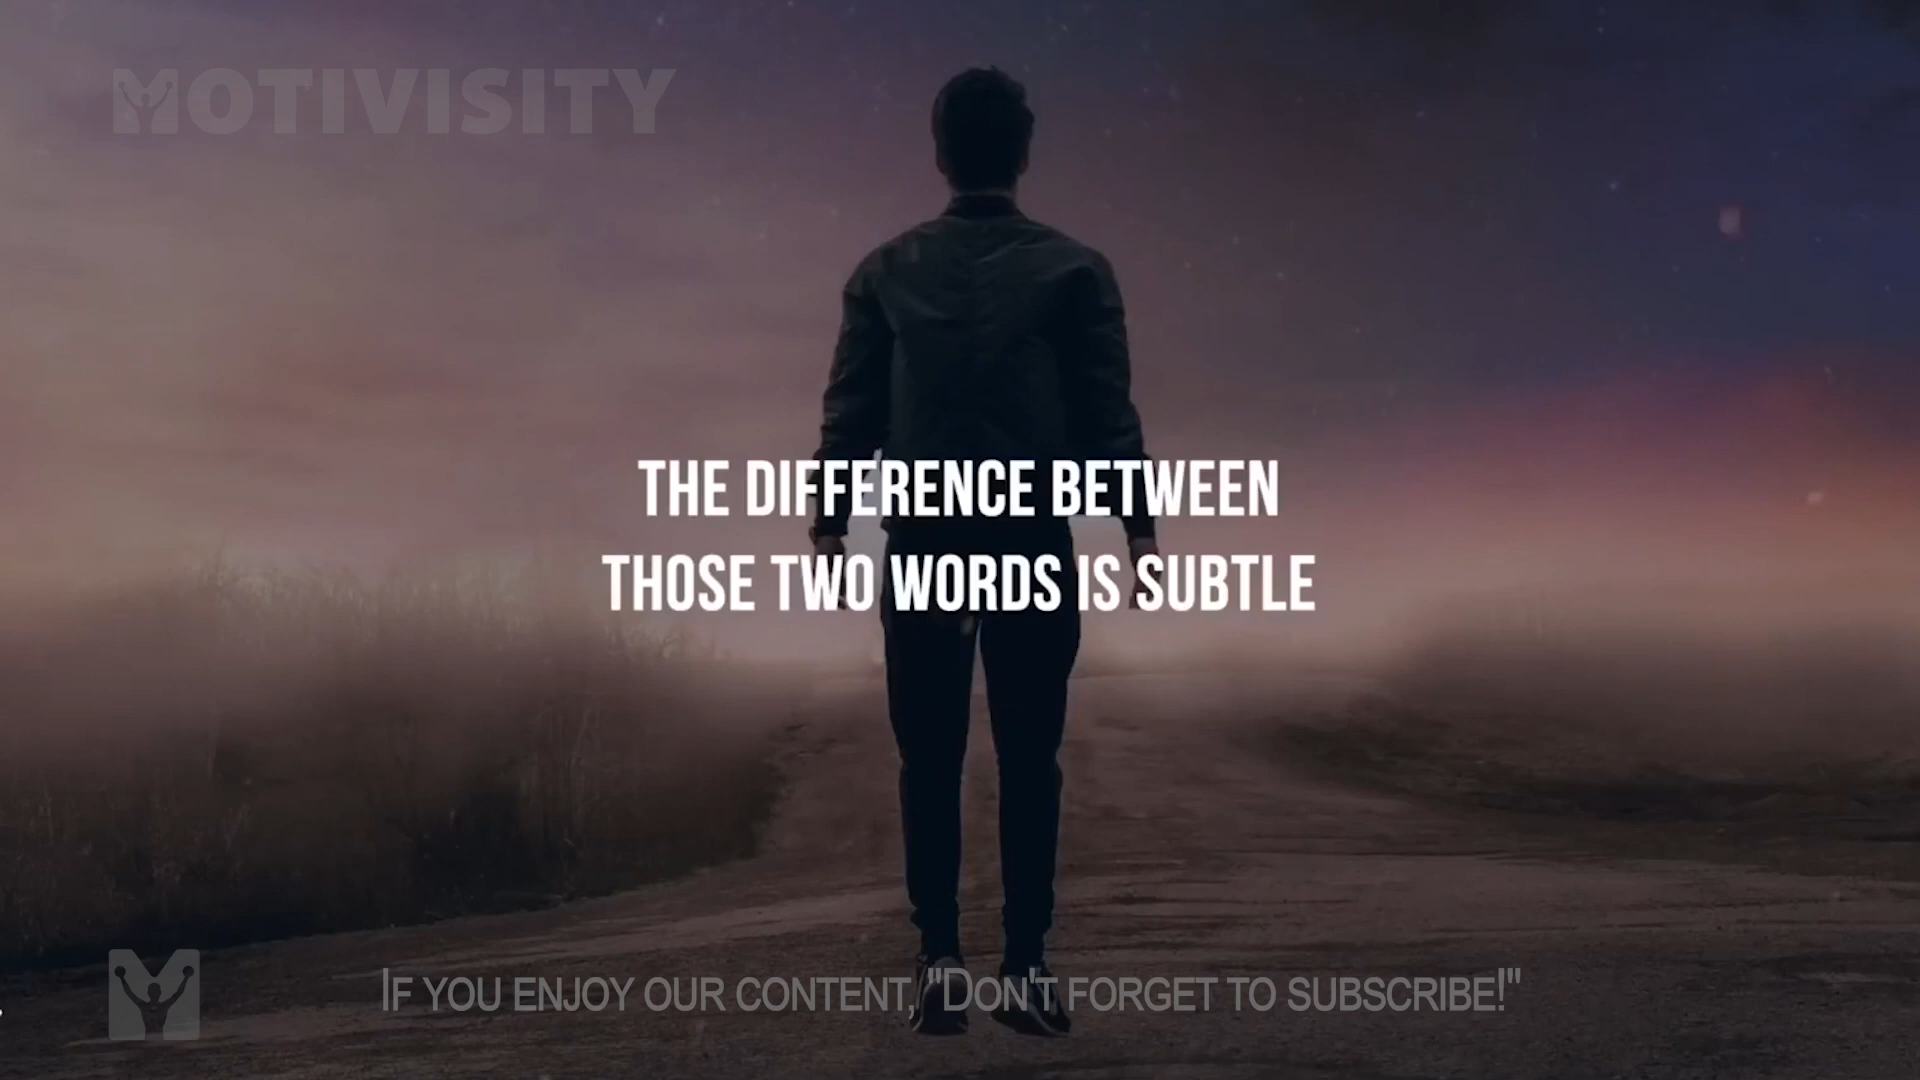 MOTIVISITY
THE DIFFERENCE BETWEEN
THOSE TWO WORDS IS SUBTLE
IF YOU ENJOY OUR CONTENT, "DON'T FORGET TO SUBSCRIBE!"